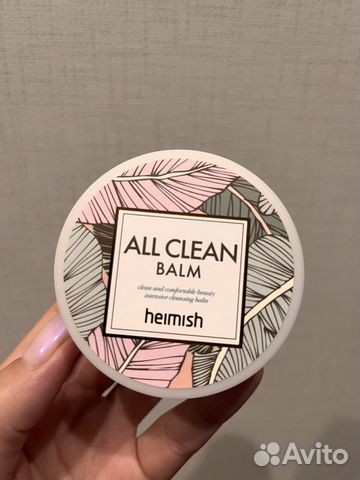 ALL CLEAN
BALM
clean and comfortable beauty
intensive cleansing balm
heimish
Avito